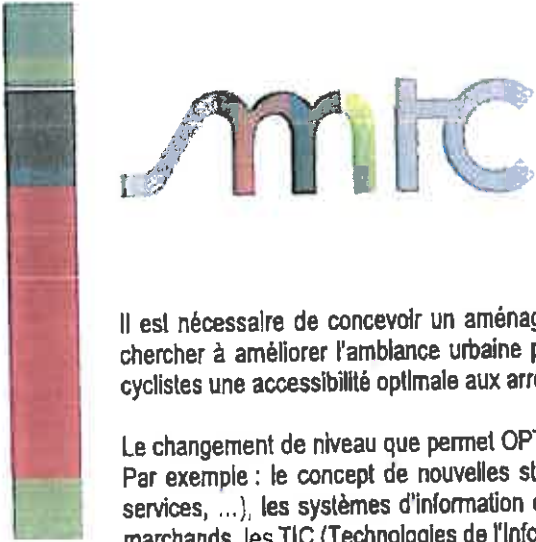 smtc
Il est nécessaire de concevoir un aménag
chercher à améliorer l'ambiance urbaine p
cyclistes une accessibilité optimale aux arr
Le changement de niveau que permet OPT
Par exemple : le concept de nouvelles st
services, ...), les systèmes d'information
marchands, les TIC (Technologies de l'Info